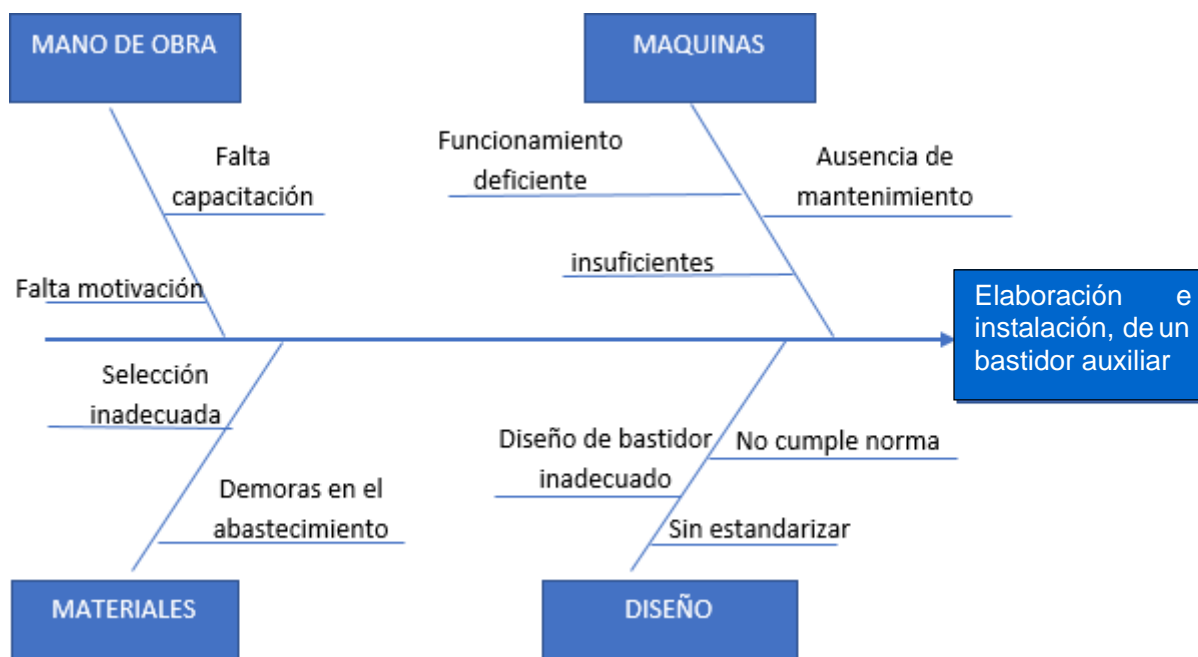 MANO DE OBRA
MAQUINAS
Falta
capacitación
Funcionamiento
deficiente
Ausencia de
mantenimiento
insuficientes
Falta motivación
Elaboración e
instalación, de un
bastidor auxiliar
Selección
inadecuada
Diseño de bastidor
inadecuado
No cumple norma
Demoras en el
abastecimiento
Sin estandarizar
MATERIALES
DISEÑO